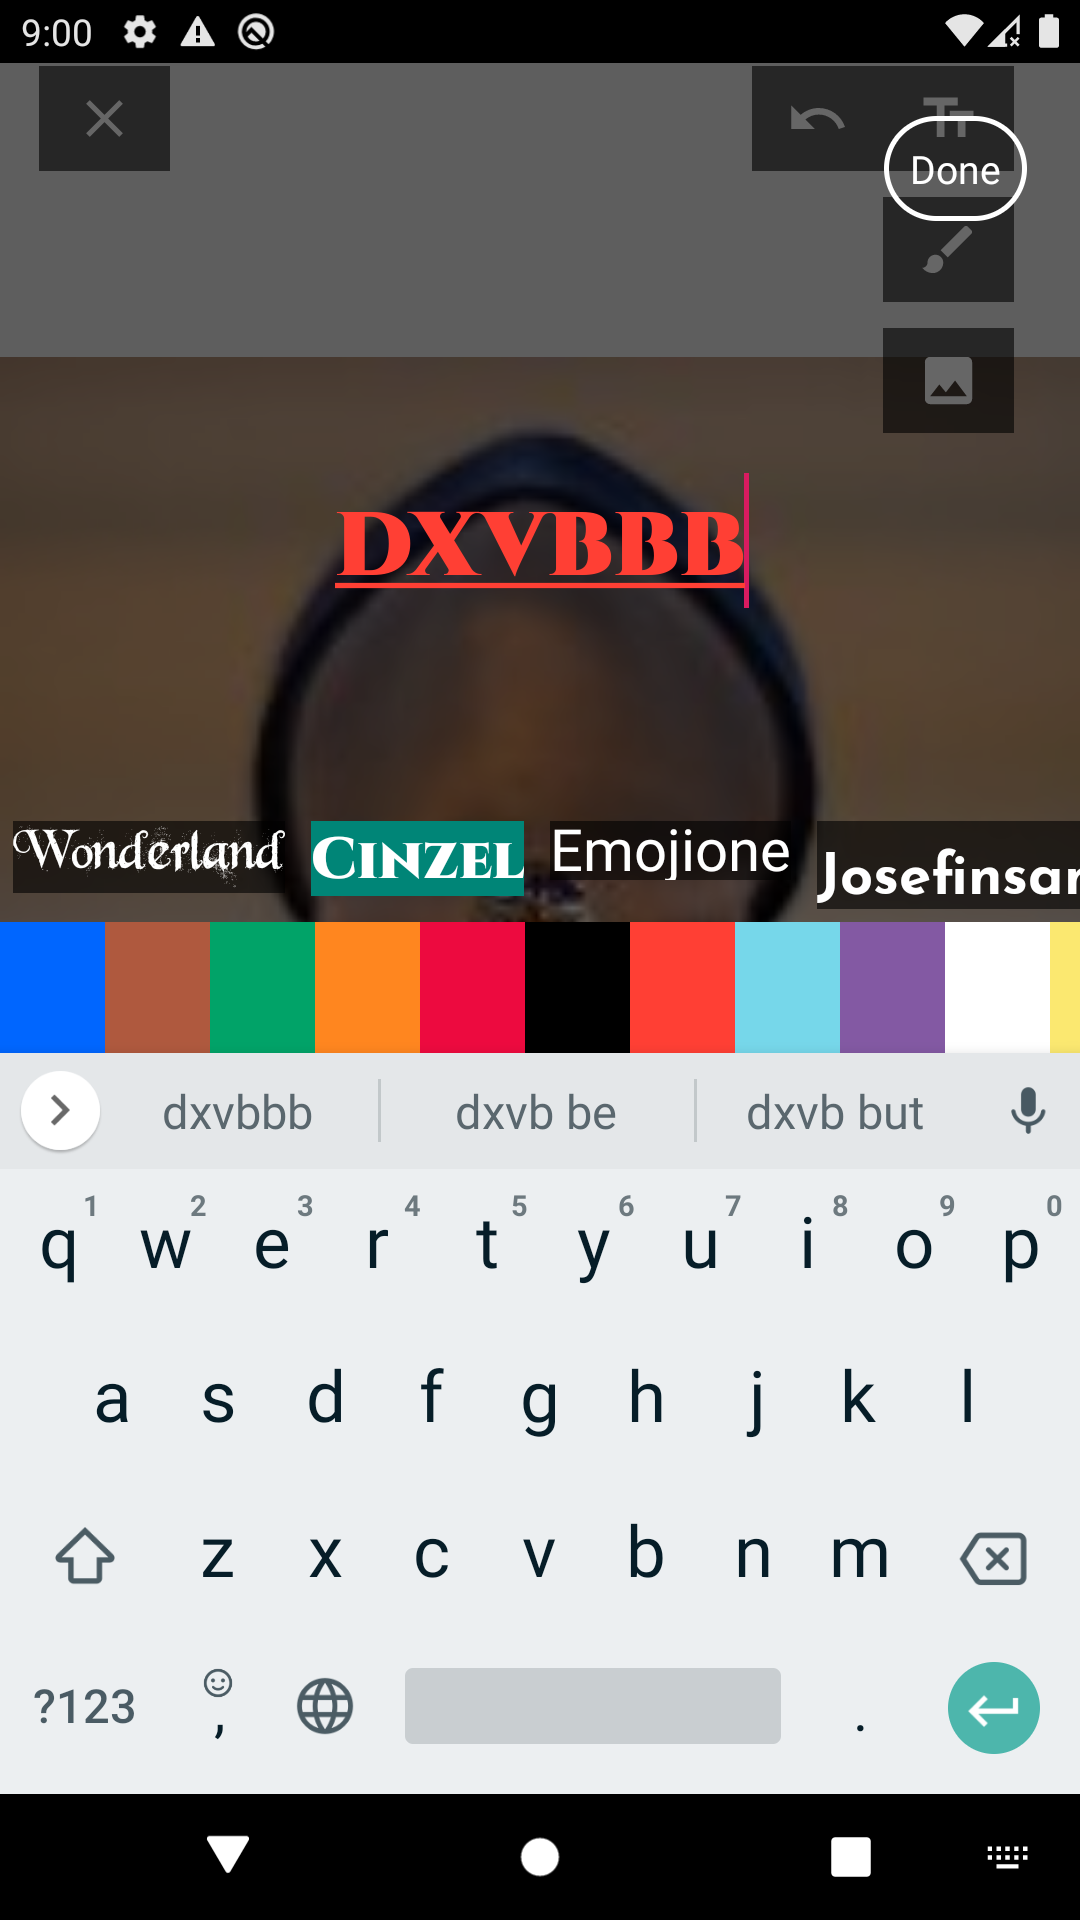 9:00
Done
DXVBBB
Wonderland Cinzel Emojione Josefinsan
dxvbbb dxvb be dxvb but
1 2 3 4 5 6 7 8 9 0
q w e r t y u i o p
a s d f g h j k l
z x c v b n m
?123 , .